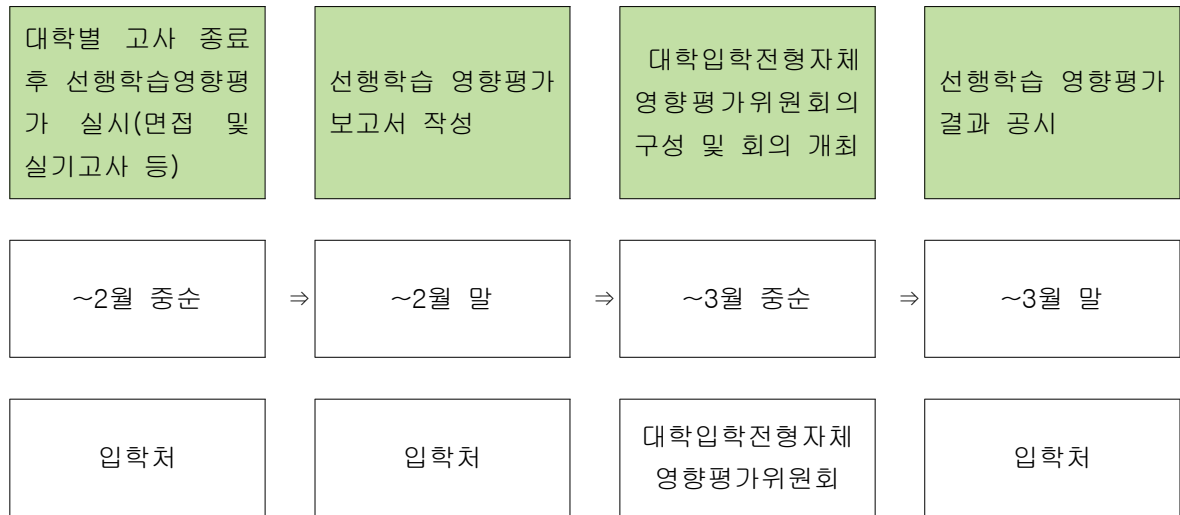 대학별 고사 종료
후 선행학습영향평
가 실시(면접 및
실기고사 등)
선행학습 영향평가
보고서 작성
대학입학전형자체
영향평가위원회의
구성 및 회의 개최
선행학습 영향평가
결과 공시
~2월 중순
⇒
~2월 말
⇒
~3월 중순
⇒
~3월 말
입학처
입학처
대학입학전형자체
영향평가위원회
입학처